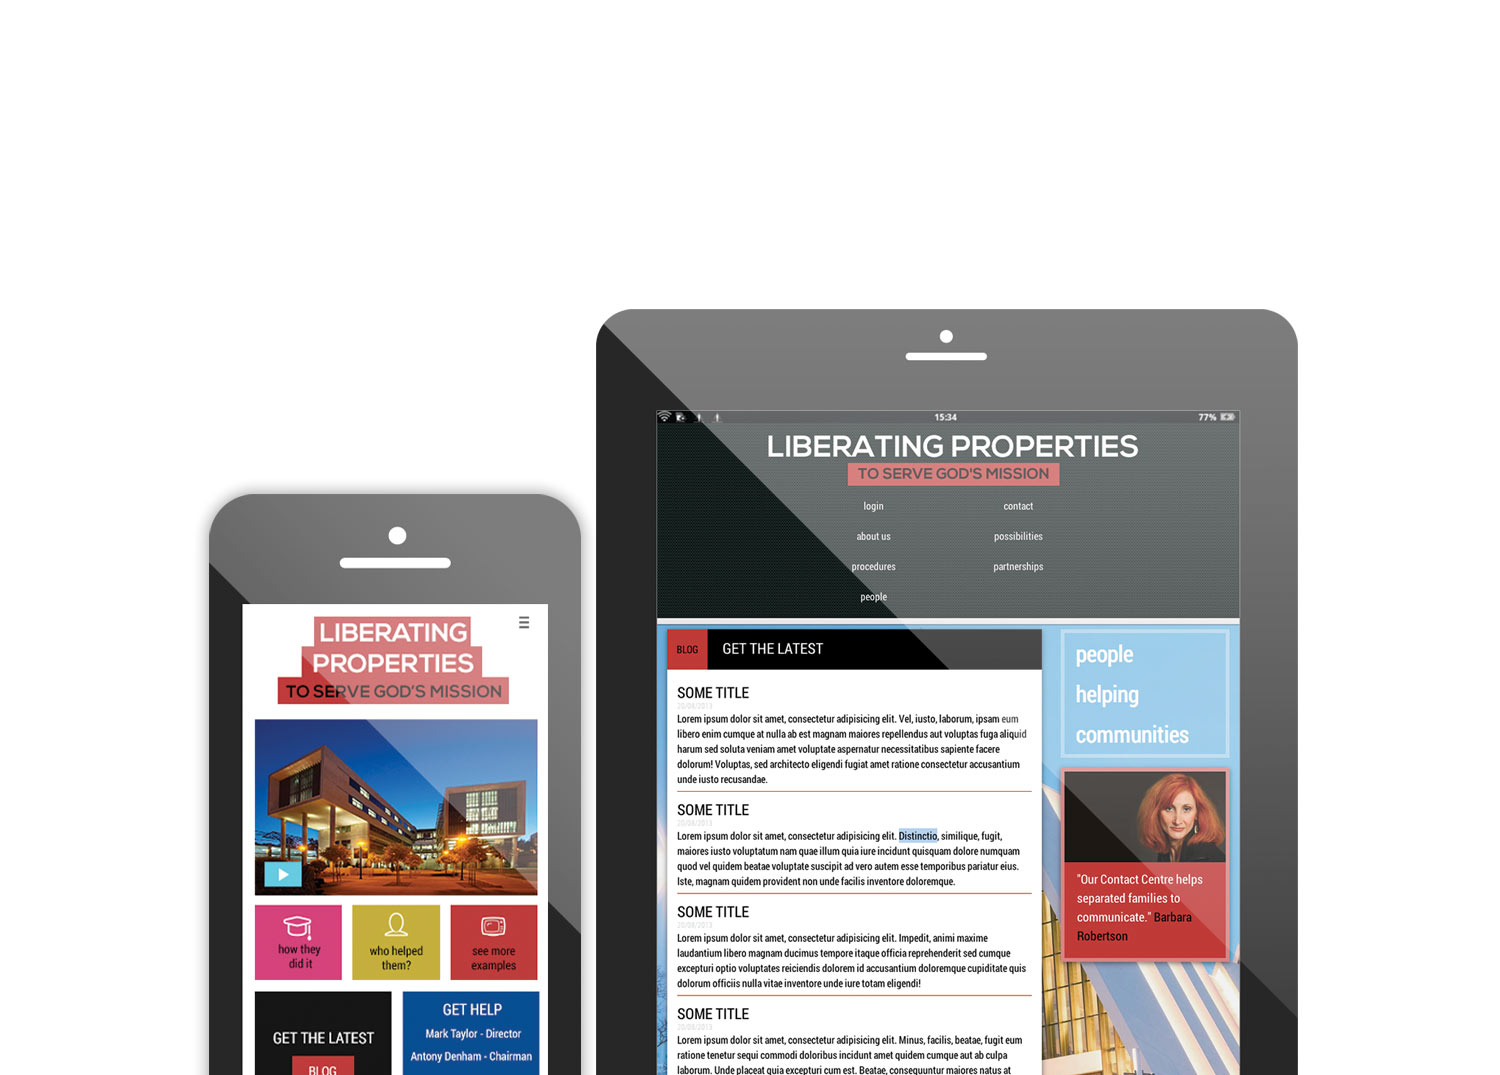 LIBERATING
PROPERTIES
TO SERVE GOD'S MISSION
how they
did it
who helped
them?
see more
examples
GET THE LATEST
BLOG
GET HELP
Mark Taylor - Director
Antony Denham - Chairman
15:34
77%
LIBERATING PROPERTIES
TO SERVE GOD'S MISSION
login
contact
about us
possibilities
procedures
partnerships
people
BLOG
GET THE LATEST
SOME TITLE
20/08/2013
Lorem ipsum dolor sit amet, consectetur adipisicing elit. Vel, iusto, laborum, ipsam eum
libero enim cumque at nulla ab est magnam maiores repellendus aut voluptas fuga aliquid
harum sed soluta veniam amet voluptate aspernatur necessitatibus sapiente facere
dolorum! Voluptas, sed architecto eligendi fugiat amet ratione consectetur accusantium
unde iusto recusandae.
SOME TITLE
20/08/2013
Lorem ipsum dolor sit amet, consectetur adipisicing elit. Distinctio, similique, fugit,
maiores iusto voluptatum nam quae illum quia iure incidunt quisquam dolore numquam
quod vel quidem beatae voluptate suscipit ad vero autem esse temporibus pariatur eius.
Iste, magnam quidem provident non unde facilis inventore doloremque.
SOME TITLE
20/08/2013
Lorem ipsum dolor sit amet, consectetur adipisicing elit. Impedit, animi maxime
laudantium libero magnam ducimus tempore itaque officia reprehenderit sed cumque
excepturi optio voluptates reiciendis dolorem id accusantium doloremque cupiditate quis
dolorum officiis nulla vitae inventore unde iure totam eligendi!
SOME TITLE
20/08/2013
Lorem ipsum dolor sit amet, consectetur adipisicing elit. Minus, facilis, beatae, fugit eum
ratione tenetur sequi commodi doloribus incidunt amet quidem cumque aut ab culpa
laborum. Unde placeat quia excepturi cum est. Beatae, consequuntur maiores natus at
people
helping
communities
"Our Contact Centre helps
separated families to
communicate." Barbara
Robertson